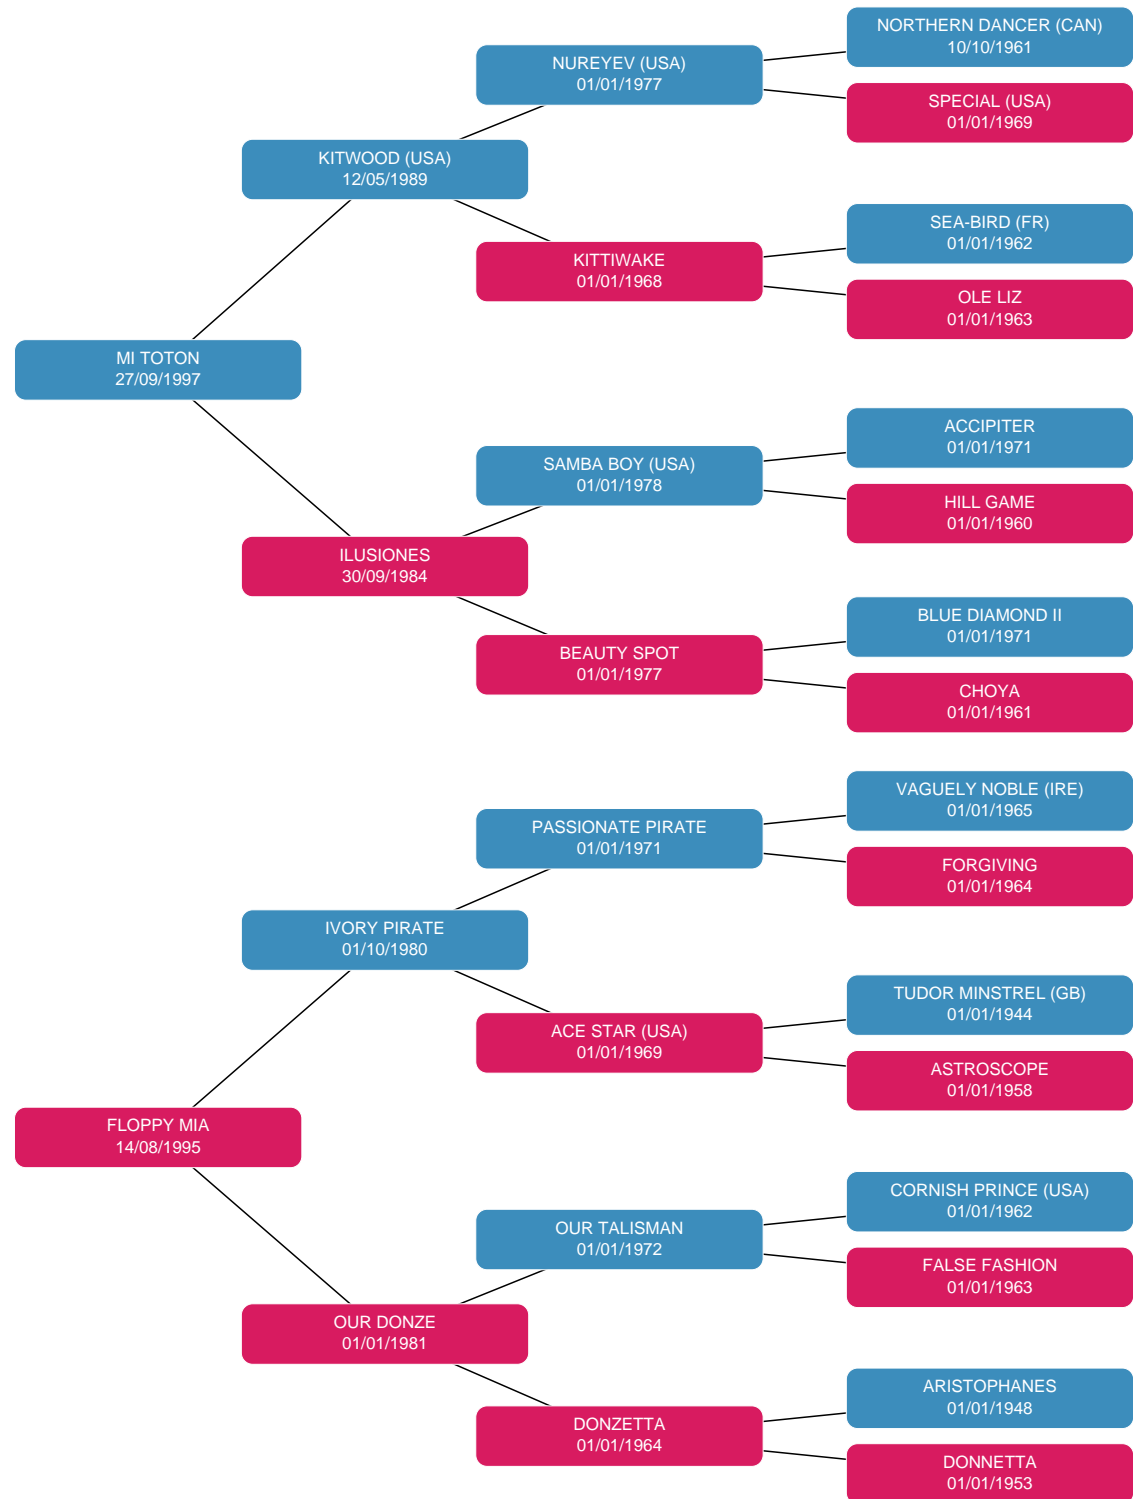 NORTHERN DANCER (CAN)
10/10/1961
NUREYEV (USA)
01/01/1977
SPECIAL (USA)
01/01/1969
KITWOOD (USA)
12/05/1989
SEA-BIRD (FR)
01/01/1962
KITTIWAKE
01/01/1968
OLE LIZ
01/01/1963
MI TOTON
27/09/1997
ACCIPITER
01/01/1971
SAMBA BOY (USA)
01/01/1978
HILL GAME
01/01/1960
ILUSIONES
30/09/1984
BLUE DIAMOND II
01/01/1971
BEAUTY SPOT
01/01/1977
CHOYA
01/01/1961
VAGUELY NOBLE (IRE)
01/01/1965
PASSIONATE PIRATE
01/01/1971
FORGIVING
01/01/1964
IVORY PIRATE
01/10/1980
TUDOR MINSTREL (GB)
01/01/1944
ACE STAR (USA)
01/01/1969
ASTROSCOPE
01/01/1958
FLOPPY MIA
14/08/1995
CORNISH PRINCE (USA)
01/01/1962
OUR TALISMAN
01/01/1972
FALSE FASHION
01/01/1963
OUR DONZE
01/01/1981
ARISTOPHANES
01/01/1948
DONZETTA
01/01/1964
DONNETTA
01/01/1953